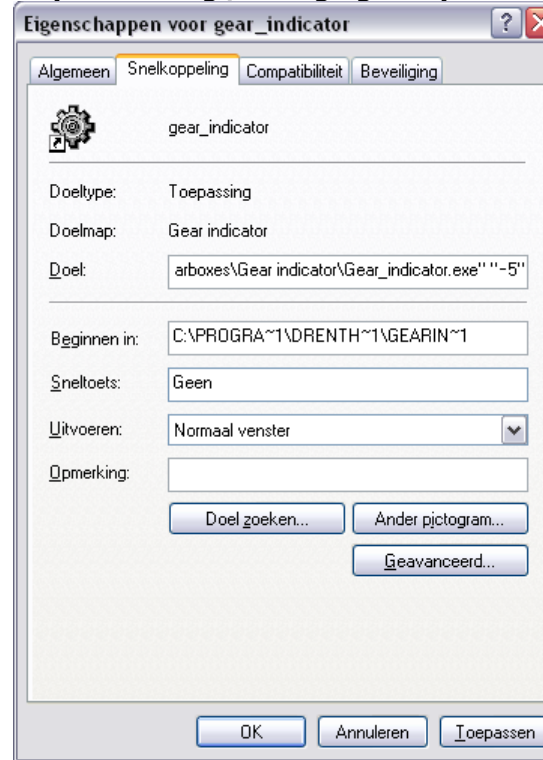 Eigenschappen voor gear_indicator
Algemeen Snelkoppeling Compatibiliteit Beveiliging
gear_indicator
Doeltype: Toepassing
Doelmap: Gear indicator
Doel: arboxes\Gear indicator\Gear_indicator.exe" "-5"
Beginnen in: C:\PROGRA~1\DRENTH~1\GEARIN~1
Sneltoets: Geen
Uitvoeren: Normaal venster
Opmerking:
Doel zoeken... Ander pictogram...
Geavanceerd...
OK Annuleren Toepassen